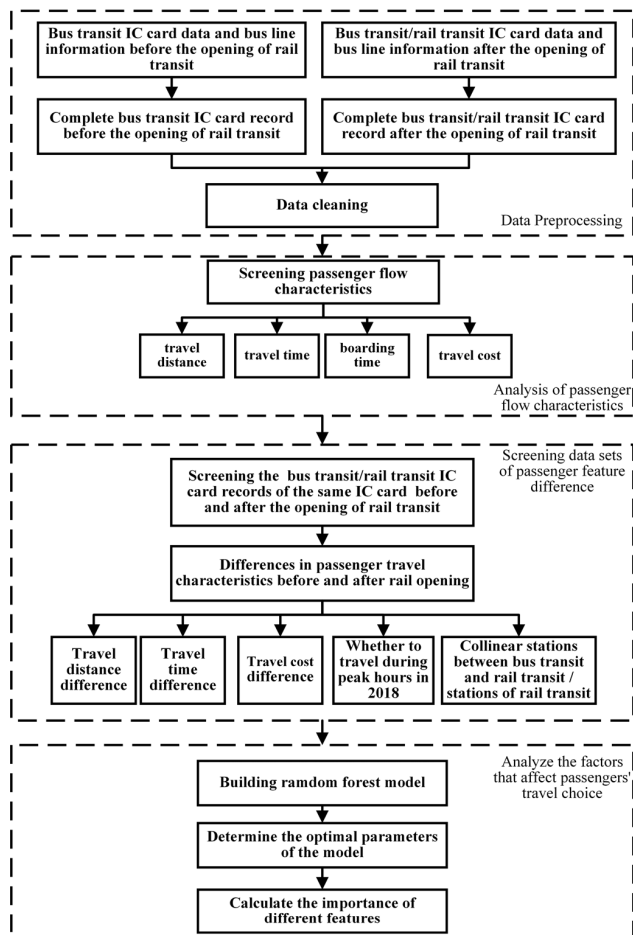 Bus transit IC card data and bus line
information before the opening of rail
transit
Bus transit/rail transit IC card data and
bus line information after the opening of
rail transit
Complete bus transit IC card record
before the opening of rail transit
Complete bus transit/rail transit IC card
record after the opening of rail transit
Data cleaning
Data Preprocessing
Screening passenger flow
characteristics
travel
distance
travel time
boarding
time
travel cost
Analysis of passenger
flow characteristics
Screening data sets
of passenger feature
difference
Screening the bus transit/rail transit IC
card records of the same IC card before
and after the opening of rail transit
Differences in passenger travel
characteristics before and after rail opening
Travel
distance
difference
Travel
time
difference
Travel cost
difference
Whether to
travel during
peak hours in
2018
Collinear stations
between bus transit
and rail transit /
stations of rail transit
Analyze the factors
that affect passengers'
travel choice
Building ramdom forest model
Determine the optimal parameters
of the model
Calculate the importance of
different features